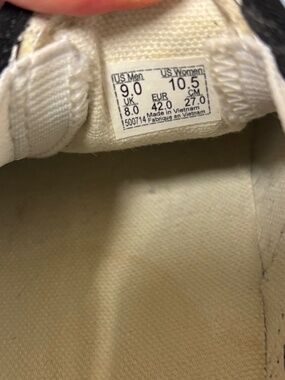 US Men US Women
9.0 10.5
UK EUR CM
8.0 42.0 27.0
Made in Vietnam
500714 Fabriqué en Vietnam